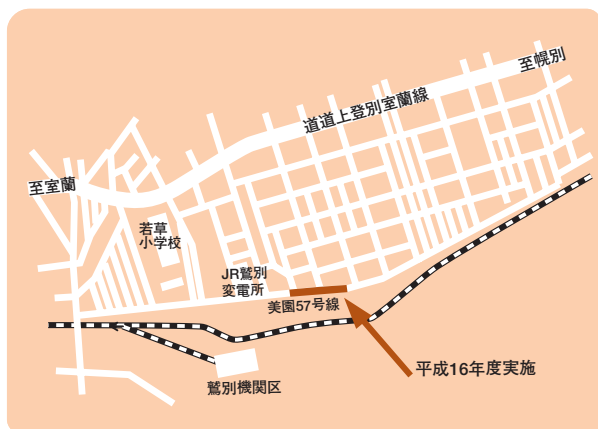 至幌別
道道上登別室蘭線
至室蘭
若草
小学校
JR鷲別
変電所
美園57号線
平成16年度実施
鷲別機関区